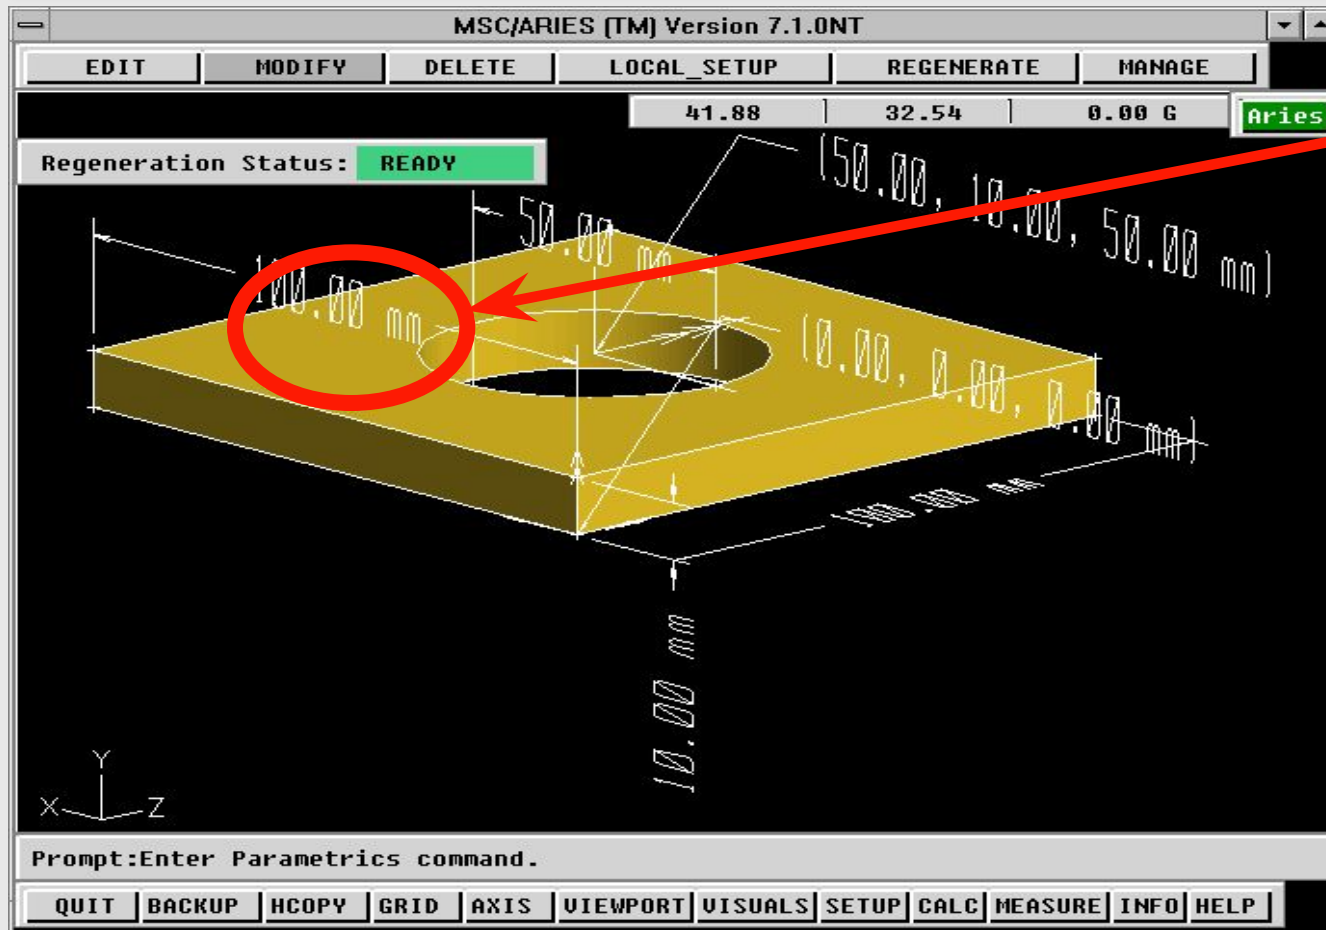 MSC/ARIES (TM) Version 7.1.0NT
EDIT MODIFY DELETE LOCAL_SETUP REGENERATE MANAGE
41.88 32.54 0.00 G Aries
Regeneration Status: READY
(50.00, 10.00, 50.00 mm)
50.00 mm
100.00 mm
(0.00, 0.00, 0.00 mm)
100.00 mm
10.00 mm
Y
X Z
Prompt:Enter Parametrics command.
QUIT BACKUP HCOPY GRID AXIS VIEWPORT VISUALS SETUP CALC MEASURE INFO HELP